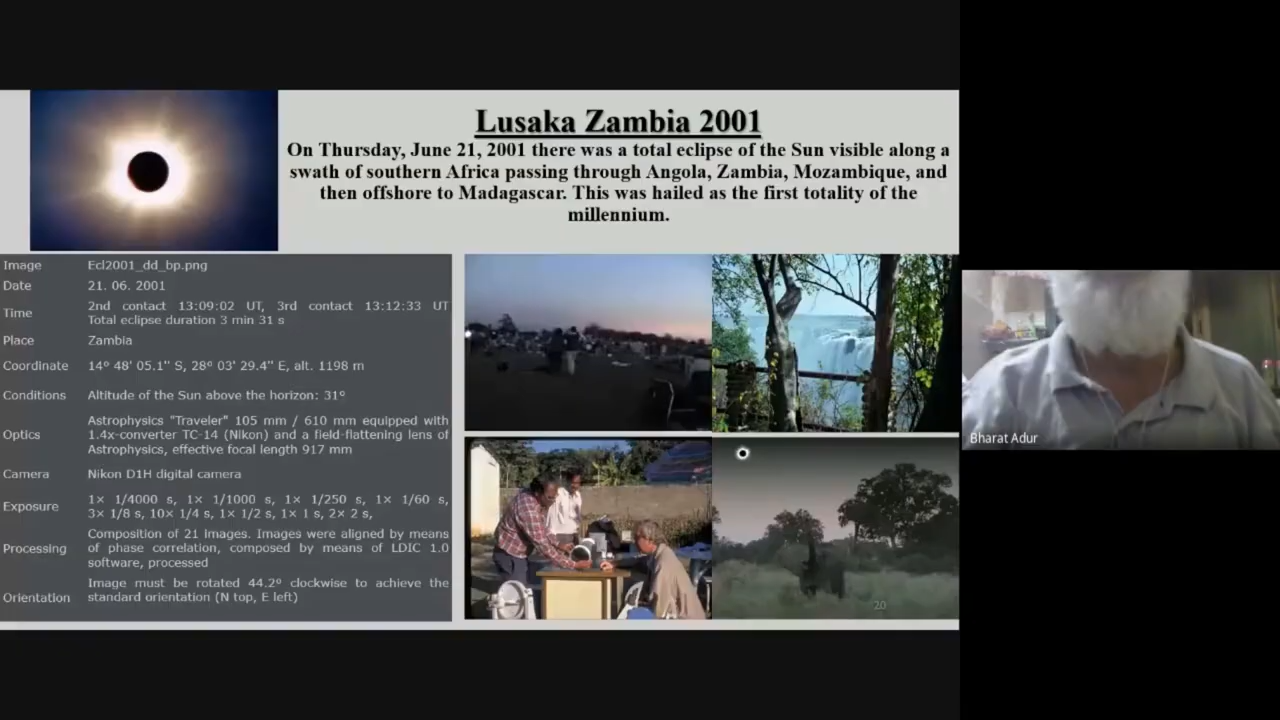 Lusaka Zambia 2001
On Thursday, June 21, 2001 there was a total eclipse of the Sun visible along a
swath of southern Africa passing through Angola, Zambia, Mozambique, and
then offshore to Madagascar. This was hailed as the first totality of the
millennium.
Image Ecl2001_dd_bp.png
Date 21. 06. 2001
Time 2nd contact 13:09:02 UT, 3rd contact 13:12:33 UT
Total eclipse duration 3 min 31 s
Place Zambia
Coordinate 14º 48' 05.1" S, 28º 03' 29.4" E, alt. 1198 m
Conditions Altitude of the Sun above the horizon: 31º
Optics Astrophysics "Traveler" 105 mm / 610 mm equipped with
1.4x-converter TC-14 (Nikon) and a field-flattening lens of
Astrophysics, effective focal length 917 mm
Camera Nikon D1H digital camera
Exposure 1× 1/4000 s, 1× 1/1000 s, 1× 1/250 s, 1× 1/60 s,
3× 1/8 s, 10× 1/4 s, 1× 1/2 s, 1× 1 s, 2× 2 s,
Processing Composition of 21 Images. Images were aligned by means
of phase correlation, composed by means of LDIC 1.0
software, processed
Orientation Image must be rotated 44.2º clockwise to achieve the
standard orientation (N top, E left)
20
Bharat Adur